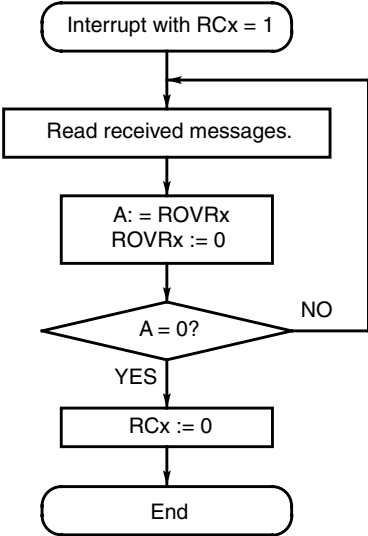 Interrupt with RCx = 1
Read received messages.
A: = ROVRx
ROVRx := 0
A = 0?
NO
YES
RCx := 0
End